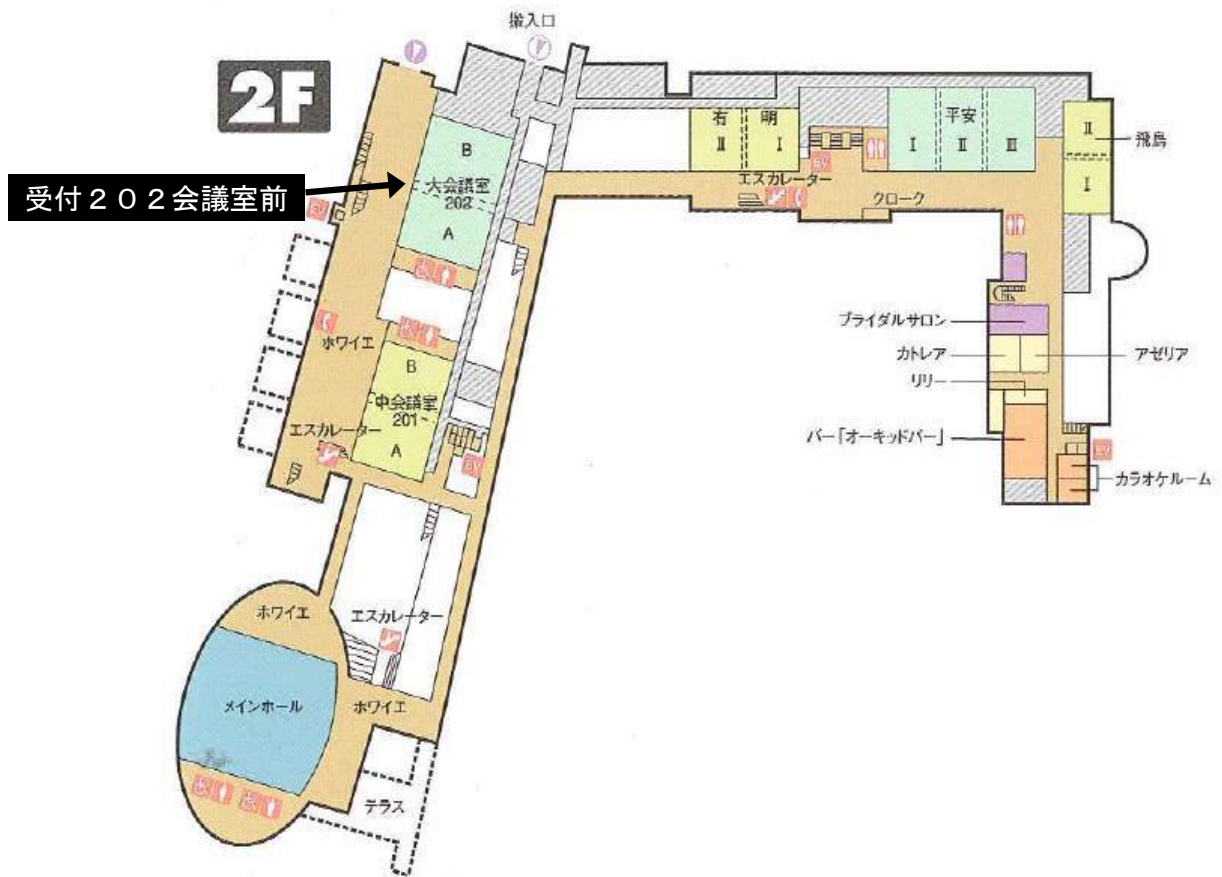 搬入口
2F
受付２０２会議室前
B
大会議室
202
A
EV
ホワイエ
B
中会議室
201
A
エスカレーター
EV
有
明
Ⅱ
Ⅰ
EV
エスカレーター
クローク
平安
Ⅰ
Ⅱ
Ⅲ
Ⅱ
飛鳥
Ⅰ
ブライダルサロン
カトレア
アゼリア
リリー
バー「オーキッドバー」
EV
カラオケルーム
ホワイエ
エスカレーター
メインホール
ホワイエ
テラス